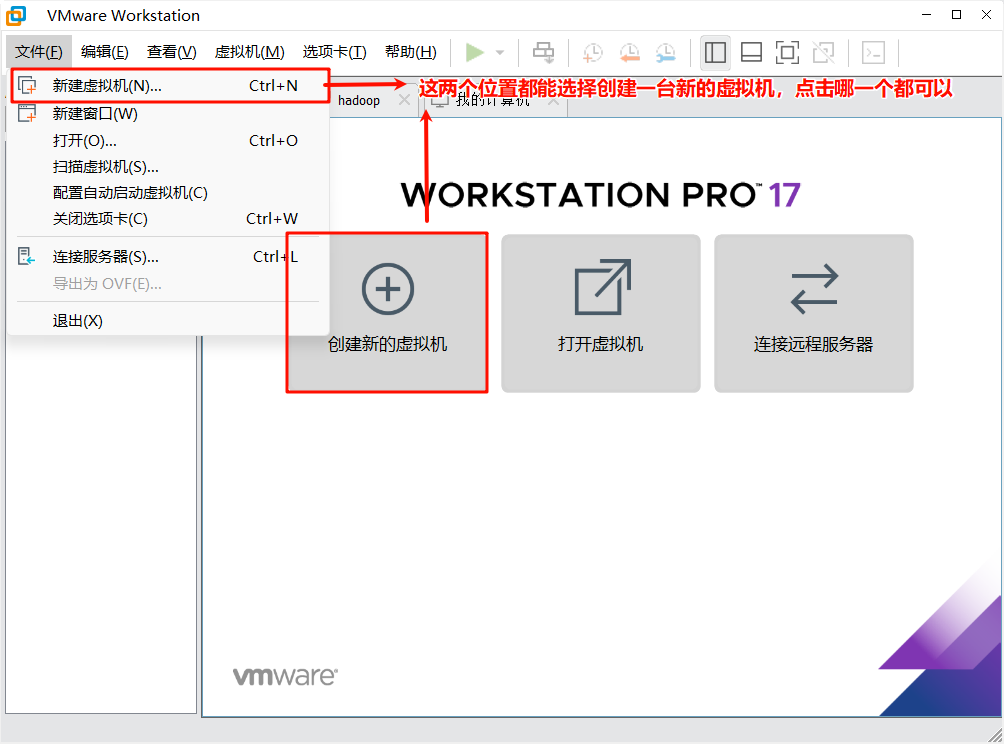 VMware Workstation
文件(F) 编辑(E) 查看(V) 虚拟机(M) 选项卡(T) 帮助(H)
新建虚拟机(N)... Ctrl+N
这两个位置都能选择创建一台新的虚拟机，点击哪一个都可以
hadoop 我的计算机
新建窗口(W)
打开(O)... Ctrl+O
扫描虚拟机(S)...
配置自动启动虚拟机(C)
关闭选项卡(C) Ctrl+W
连接服务器(S)... Ctrl+L
导出为 OVF(E)...
退出(X)
WORKSTATION PRO™ 17
创建新的虚拟机 打开虚拟机 连接远程服务器
vmware®